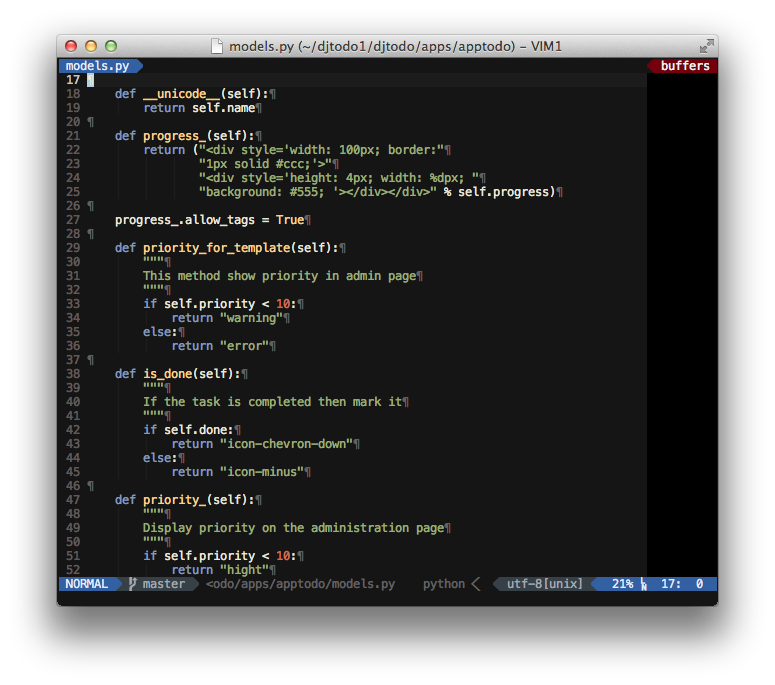 models.py (~/djtodo1/djtodo/apps/apptodo) – VIM1
models.py buffers
17 ¶
18     def __unicode__(self):¶
19         return self.name¶
20 ¶
21     def progress_(self):¶
22         return ("<div style='width: 100px; border:"¶
23                 "1px solid #ccc;'>"¶
24                 "<div style='height: 4px; width: %dpx; "¶
25                 "background: #555; '></div></div>" % self.progress)¶
26 ¶
27     progress_.allow_tags = True¶
28 ¶
29     def priority_for_template(self):¶
30         """¶
31         This method show priority in admin page¶
32         """¶
33         if self.priority < 10:¶
34             return "warning"¶
35         else:¶
36             return "error"¶
37 ¶
38     def is_done(self):¶
39         """¶
40         If the task is completed then mark it¶
41         """¶
42         if self.done:¶
43             return "icon-chevron-down"¶
44         else:¶
45             return "icon-minus"¶
46 ¶
47     def priority_(self):¶
48         """¶
49         Display priority on the administration page¶
50         """¶
51         if self.priority < 10:¶
52             return "hight"¶
NORMAL master <odo/apps/apptodo/models.py python utf-8[unix] 21% 17: 0